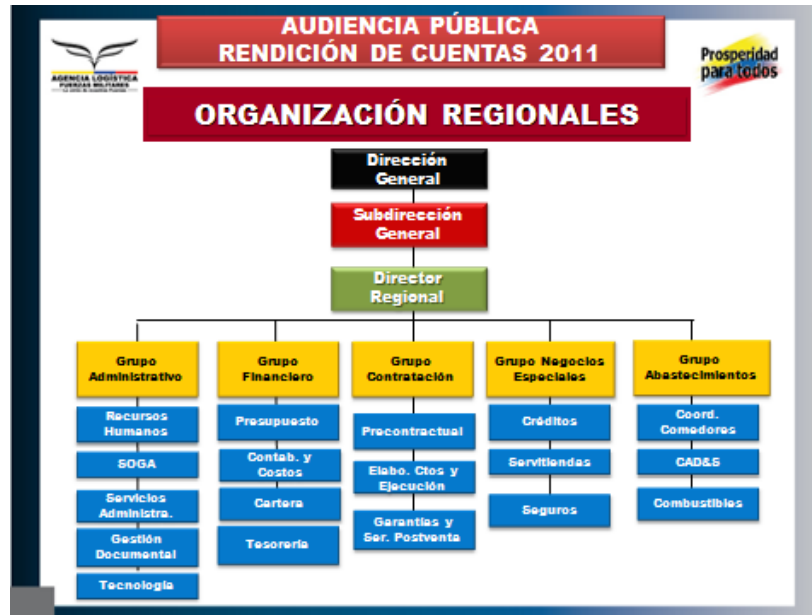 AUDIENCIA PÚBLICA
RENDICIÓN DE CUENTAS 2011
AGENCIA LOGÍSTICA
FUERZAS MILITARES
Prosperidad
para todos
ORGANIZACIÓN REGIONALES
Dirección
General
Subdirección
General
Director
Regional
Grupo
Administrativo
Recursos
Humanos
SOGA
Servicios
Administra.
Gestión
Documental
Tecnología
Grupo
Financiero
Presupuesto
Contab. y
Costos
Cartera
Tesorería
Grupo
Contratación
Precontractual
Elabo. Ctos y
Ejecución
Garantías y
Ser. Postventa
Grupo Negocios
Especiales
Créditos
Servitiendas
Seguros
Grupo
Abastecimientos
Coord.
Comedores
CAD&S
Combustibles